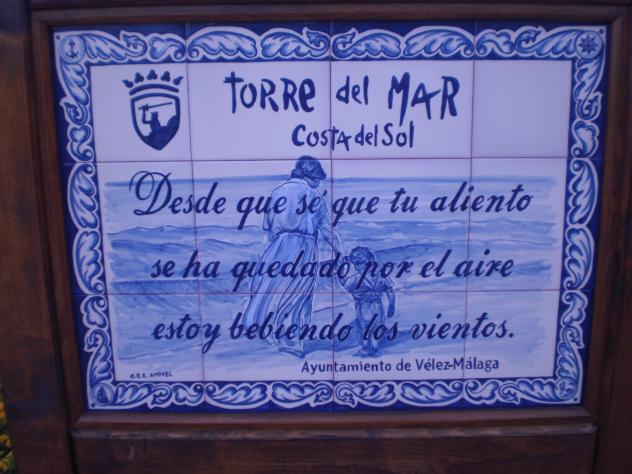 TORRe del MAR
COSTA del Sol
Desde que sé que tu aliento
se ha quedado por el aire
estoy bebiendo los vientos.
Ayuntamiento de Vélez-Málaga
C.E.E. AMIVEL